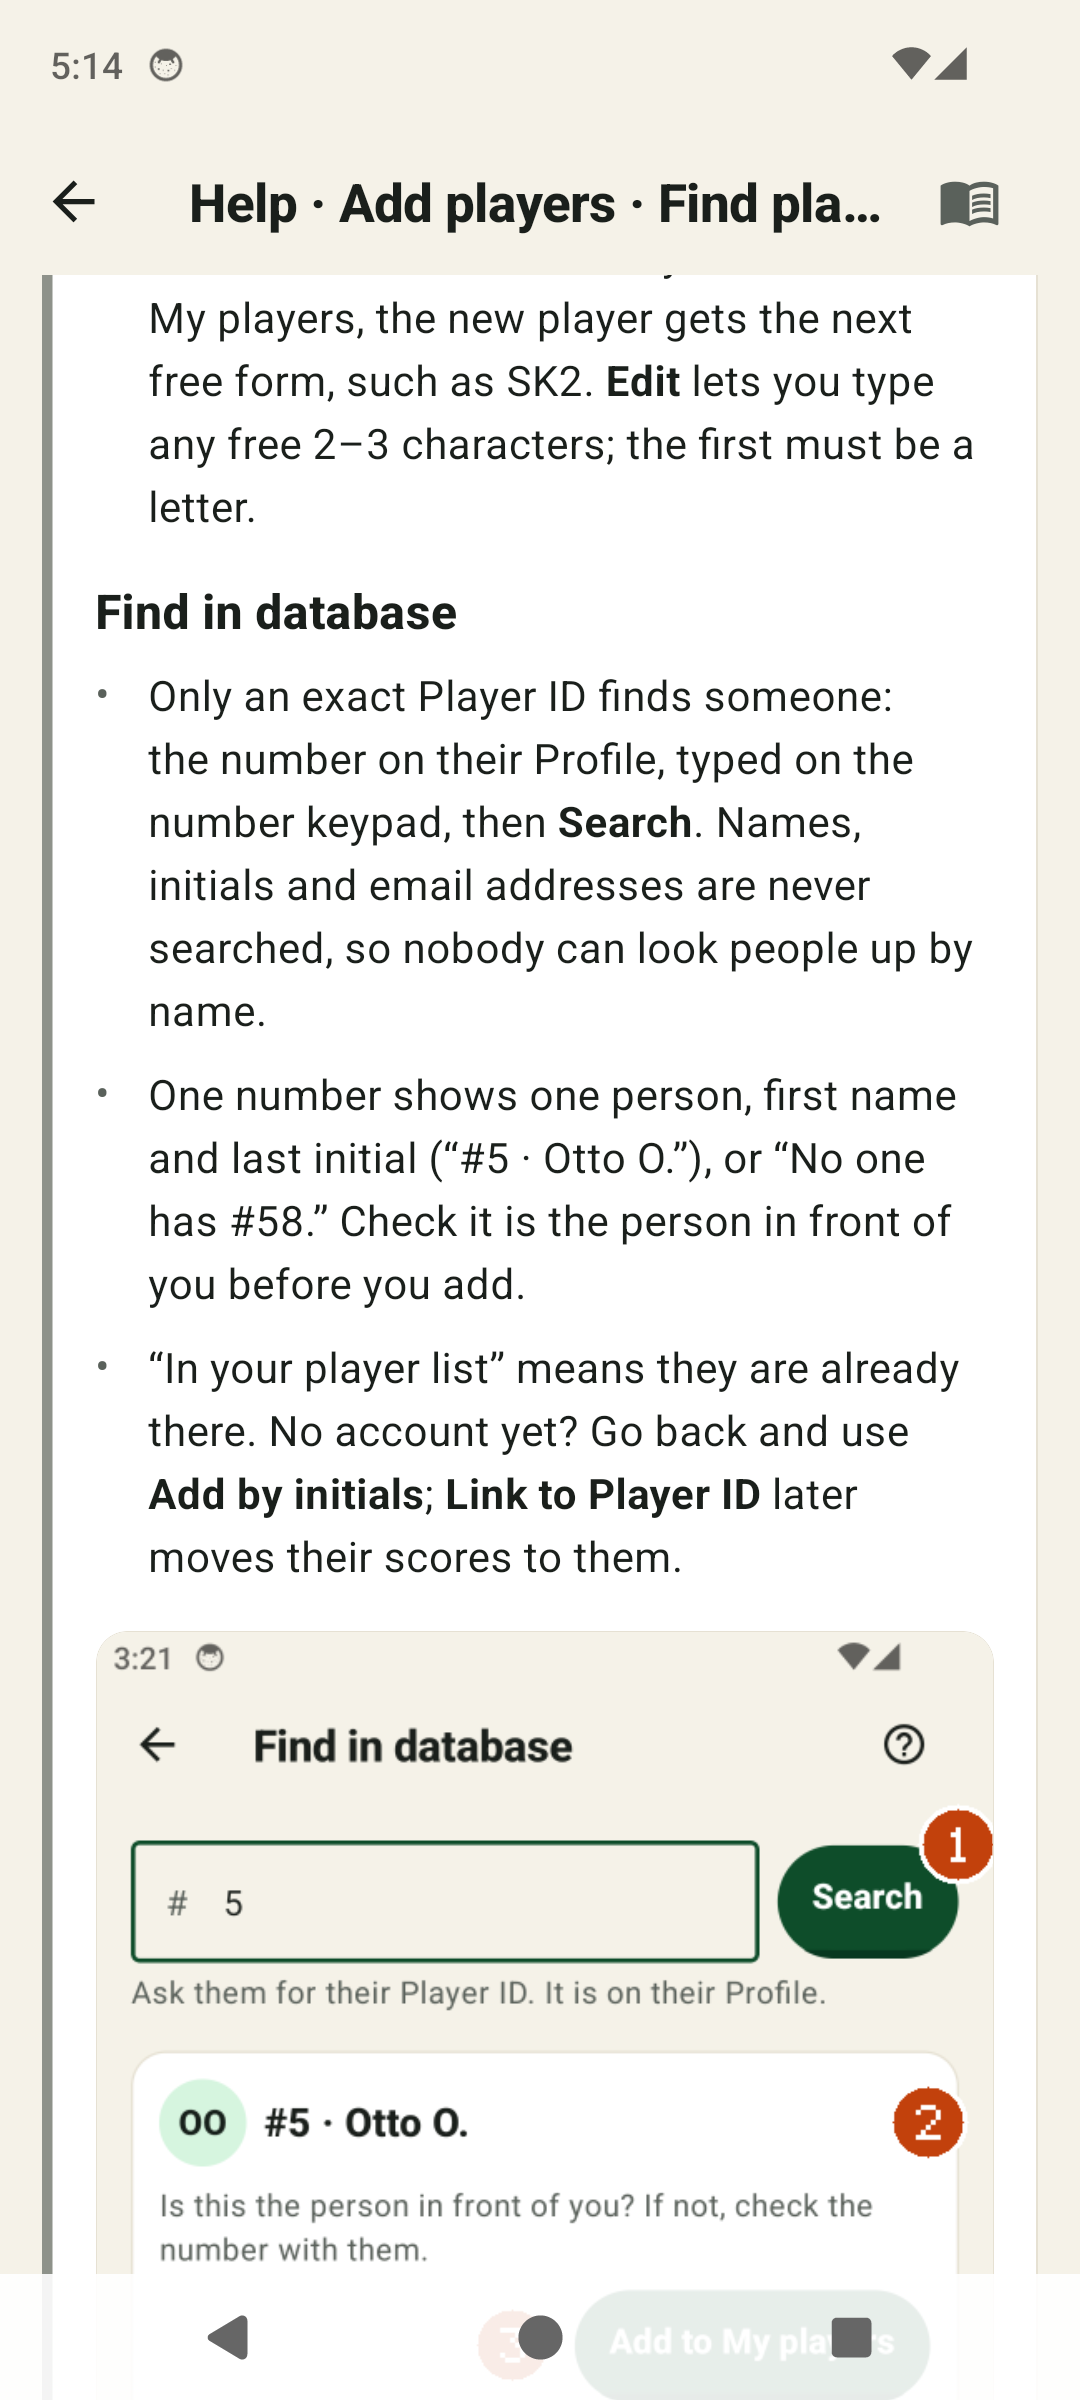 5:14
Help · Add players · Find pla...
My players, the new player gets the next
free form, such as SK2. Edit lets you type
any free 2–3 characters; the first must be a
letter.
Find in database
• Only an exact Player ID finds someone:
the number on their Profile, typed on the
number keypad, then Search. Names,
initials and email addresses are never
searched, so nobody can look people up by
name.
• One number shows one person, first name
and last initial (“#5 · Otto O.”), or “No one
has #58.” Check it is the person in front of
you before you add.
• “In your player list” means they are already
there. No account yet? Go back and use
Add by initials; Link to Player ID later
moves their scores to them.
3:21
Find in database
1
# 5
Search
Ask them for their Player ID. It is on their Profile.
OO #5 · Otto O.
2
Is this the person in front of you? If not, check the
number with them.
3
Add to My players